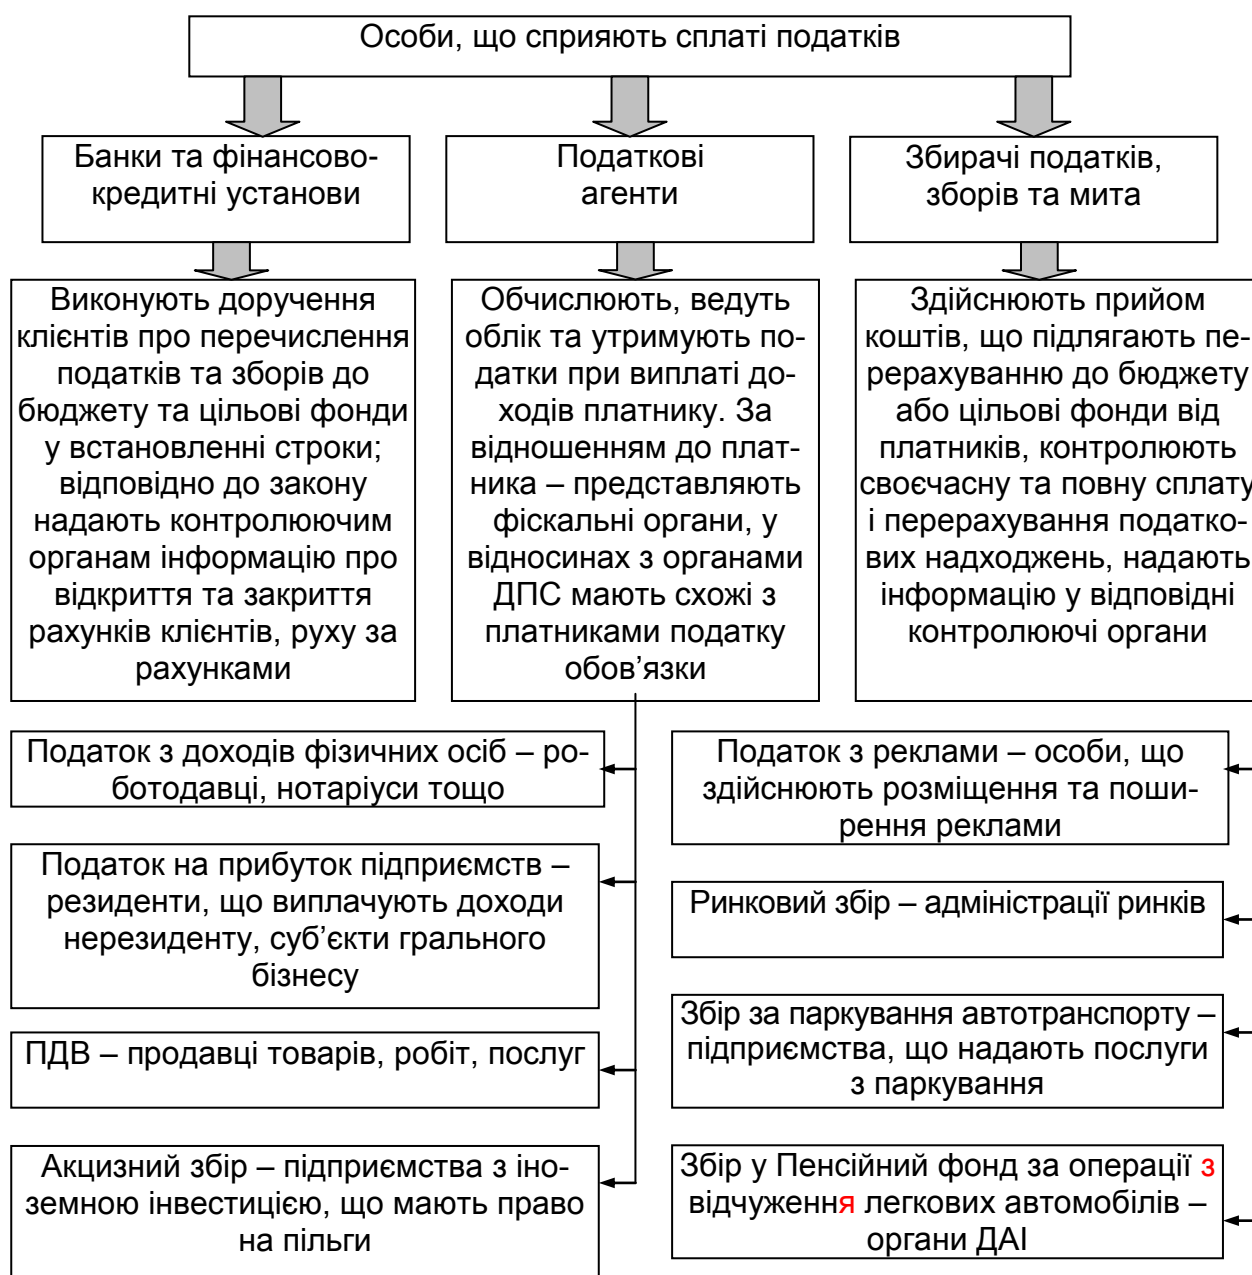 Особи, що сприяють сплаті податків
Банки та фінансово-
кредитні установи
Податкові
агенти
Збирачі податків,
зборів та мита
Виконують доручення
клієнтів про перечислення
податків та зборів до
бюджету та цільові фонди
у встановленні строки;
відповідно до закону
надають контролюючим
органам інформацію про
відкриття та закриття
рахунків клієнтів, руху за
рахунками
Обчислюють, ведуть
облік та утримують по-
датки при виплаті до-
ходів платнику. За
відношенням до плат-
ника – представляють
фіскальні органи, у
відносинах з органами
ДПС мають схожі з
платниками податку
обов’язки
Здійснюють прийом
коштів, що підлягають пе-
рерахуванню до бюджету
або цільові фонди від
платників, контролюють
своєчасну та повну сплату
і перерахування податко-
вих надходжень, надають
інформацію у відповідні
контролюючі органи
Податок з доходів фізичних осіб – ро-
ботодавці, нотаріуси тощо
Податок на прибуток підприємств –
резиденти, що виплачують доходи
нерезиденту, суб’єкти грального
бізнесу
ПДВ – продавці товарів, робіт, послуг
Акцизний збір – підприємства з іно-
земною інвестицією, що мають право
на пільги
Податок з реклами – особи, що
здійснюють розміщення та поши-
рення реклами
Ринковий збір – адміністрації ринків
Збір за паркування автотранспорту –
підприємства, що надають послуги
з паркування
Збір у Пенсійний фонд за операції з
відчуження легкових автомобілів –
органи ДАІ